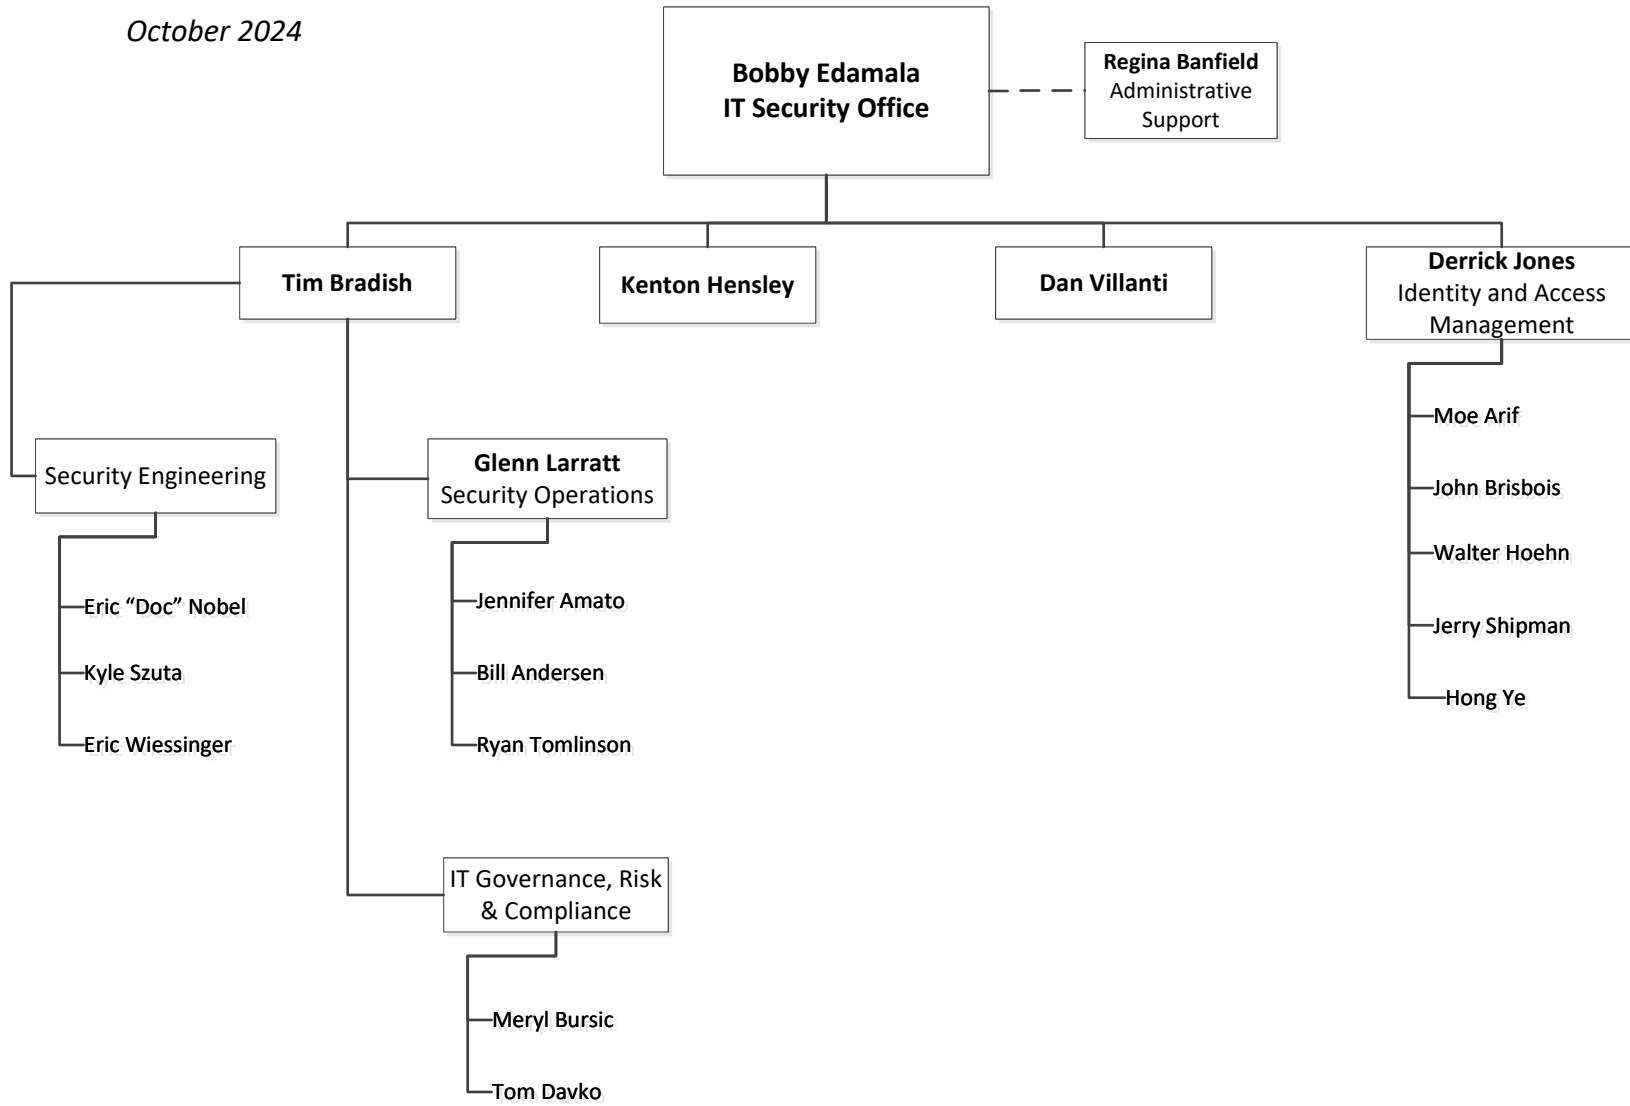 October 2024
Bobby Edamala
IT Security Office
Regina Banfield
Administrative
Support
Tim Bradish
Kenton Hensley
Dan Villanti
Derrick Jones
Identity and Access
Management
Security Engineering
Eric “Doc” Nobel
Kyle Szuta
Eric Wiessinger
Glenn Larratt
Security Operations
Jennifer Amato
Bill Andersen
Ryan Tomlinson
IT Governance, Risk
& Compliance
Meryl Bursic
Tom Davko
Moe Arif
John Brisbois
Walter Hoehn
Jerry Shipman
Hong Ye